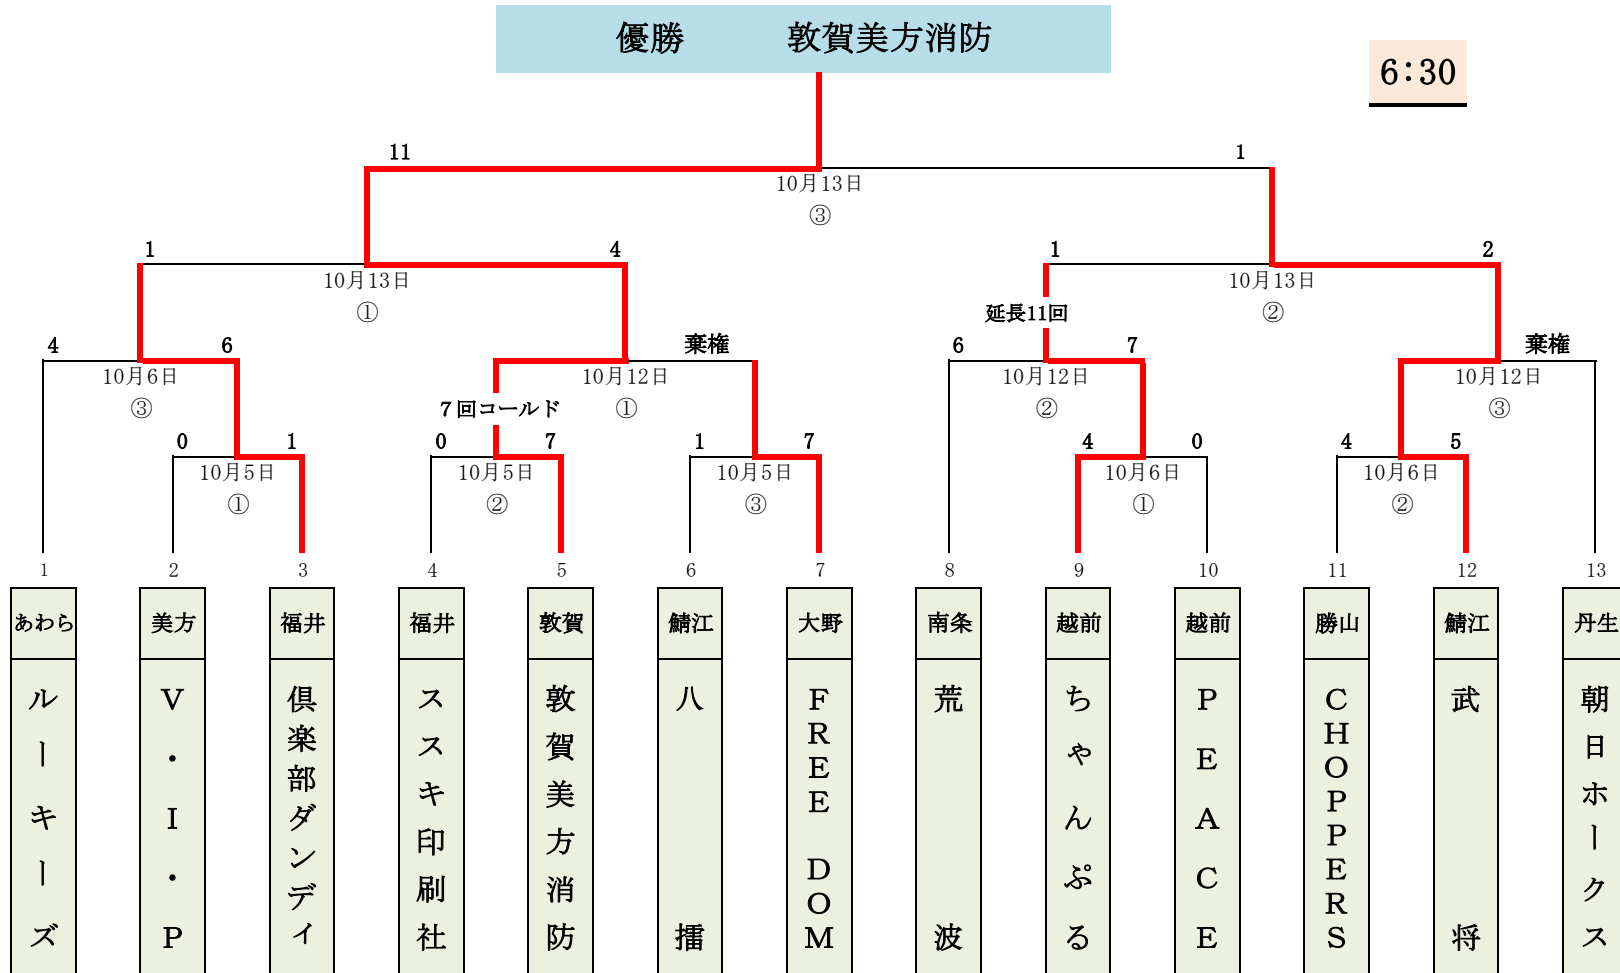 優勝　敦賀美方消防
6:30
11　1
10月13日
③
1　4　1　2
10月13日　10月13日
①　②
延長11回
4　6　棄権　6　7　棄権
10月6日　10月12日　10月12日　10月12日
③　①　②　③
7回コールド
0　1　0　7　1　7　4　0　4　5
10月5日　10月5日　10月5日　10月6日　10月6日
①　②　③　①　②
1　2　3　4　5　6　7　8　9　10　11　12　13
あわら　美方　福井　福井　敦賀　鯖江　大野　南条　越前　越前　勝山　鯖江　丹生
ルーキーズ
V・I・P
倶楽部ダンディ
ススキ印刷社
敦賀美方消防
八擂
FREE DOM
荒波
ちゃんぷる
PEACE
CHOPPERS
武将
朝日ホークス